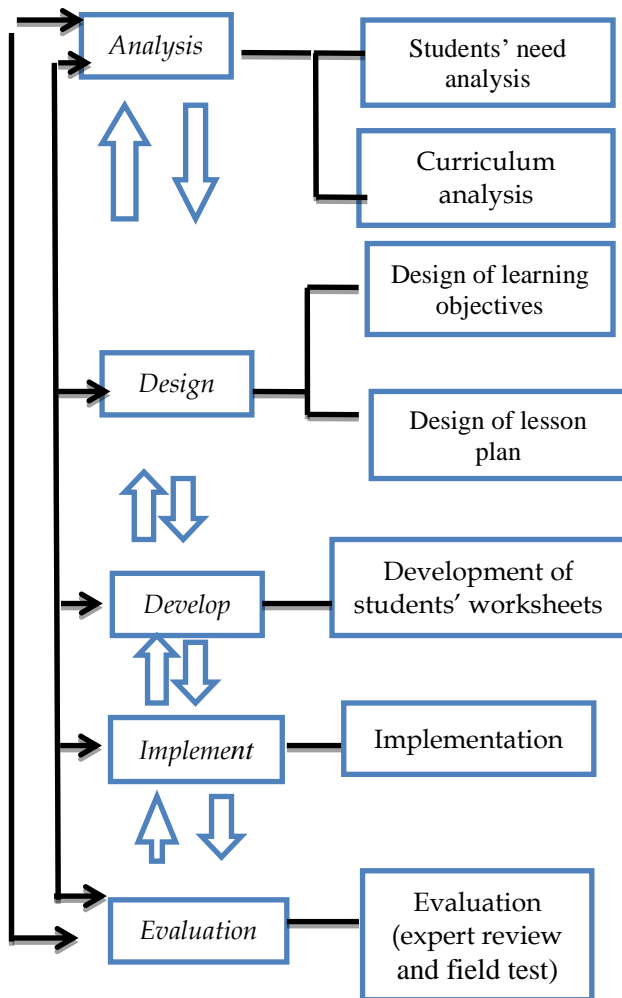 Analysis
Students’ need
analysis
Curriculum
analysis
Design of learning
objectives
Design
Design of lesson
plan
Develop
Development of
students’ worksheets
Implement
Implementation
Evaluation
Evaluation
(expert review
and field test)